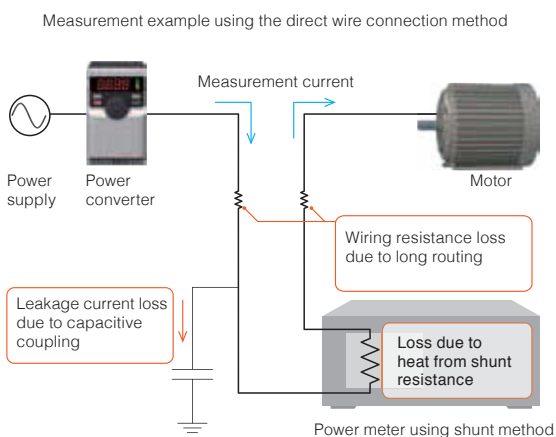 Measurement example using the direct wire connection method
Measurement current
Power
supply
Power
converter
Motor
Wiring resistance loss
due to long routing
Leakage current loss
due to capacitive
coupling
Loss due to
heat from shunt
resistance
Power meter using shunt method